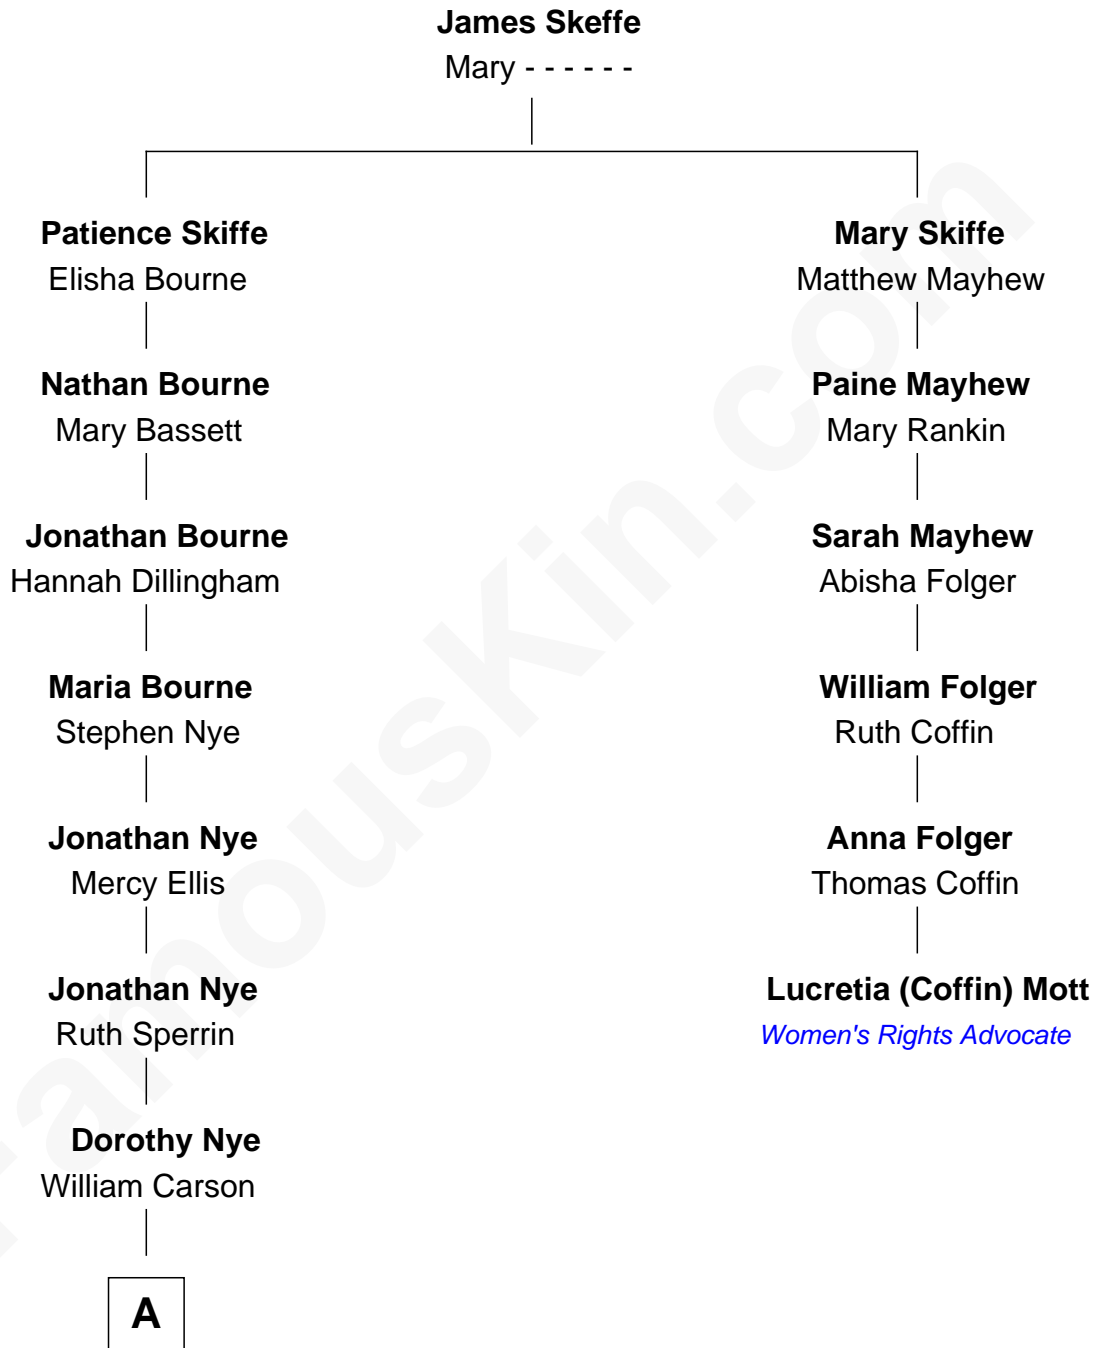 James Skeffe
Mary - - - - - -
Patience Skiffe
Elisha Bourne
Mary Skiffe
Matthew Mayhew
Nathan Bourne
Mary Bassett
Paine Mayhew
Mary Rankin
Jonathan Bourne
Hannah Dillingham
Sarah Mayhew
Abisha Folger
Maria Bourne
Stephen Nye
William Folger
Ruth Coffin
Jonathan Nye
Mercy Ellis
Anna Folger
Thomas Coffin
Jonathan Nye
Ruth Sperrin
Lucretia (Coffin) Mott
Women's Rights Advocate
Dorothy Nye
William Carson
A
FamousKin.com